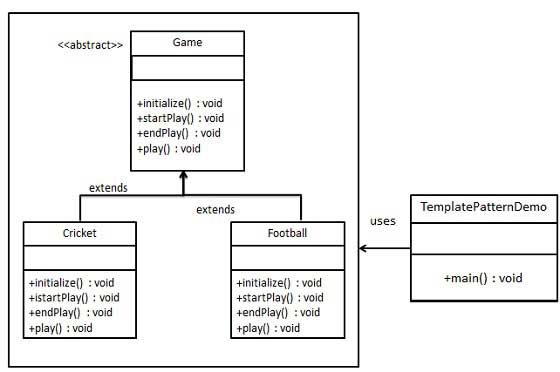 <<abstract>>
Game
+initialize() : void
+startPlay() : void
+endPlay() : void
+play() : void
extends
extends
Cricket
+initialize() : void
+istartPlay() : void
+endPlay() : void
+play() : void
Football
+initialize() : void
+startPlay() : void
+endPlay() : void
+play() : void
uses
TemplatePatternDemo
+main() : void